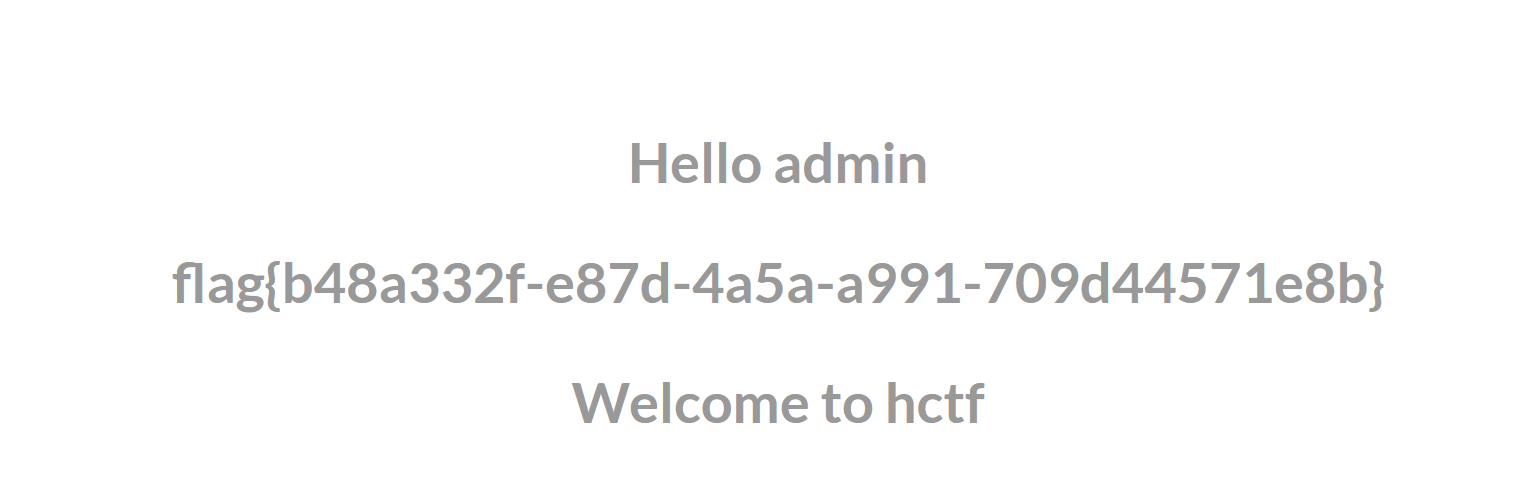 Hello admin
flag{b48a332f-e87d-4a5a-a991-709d44571e8b}
Welcome to hctf